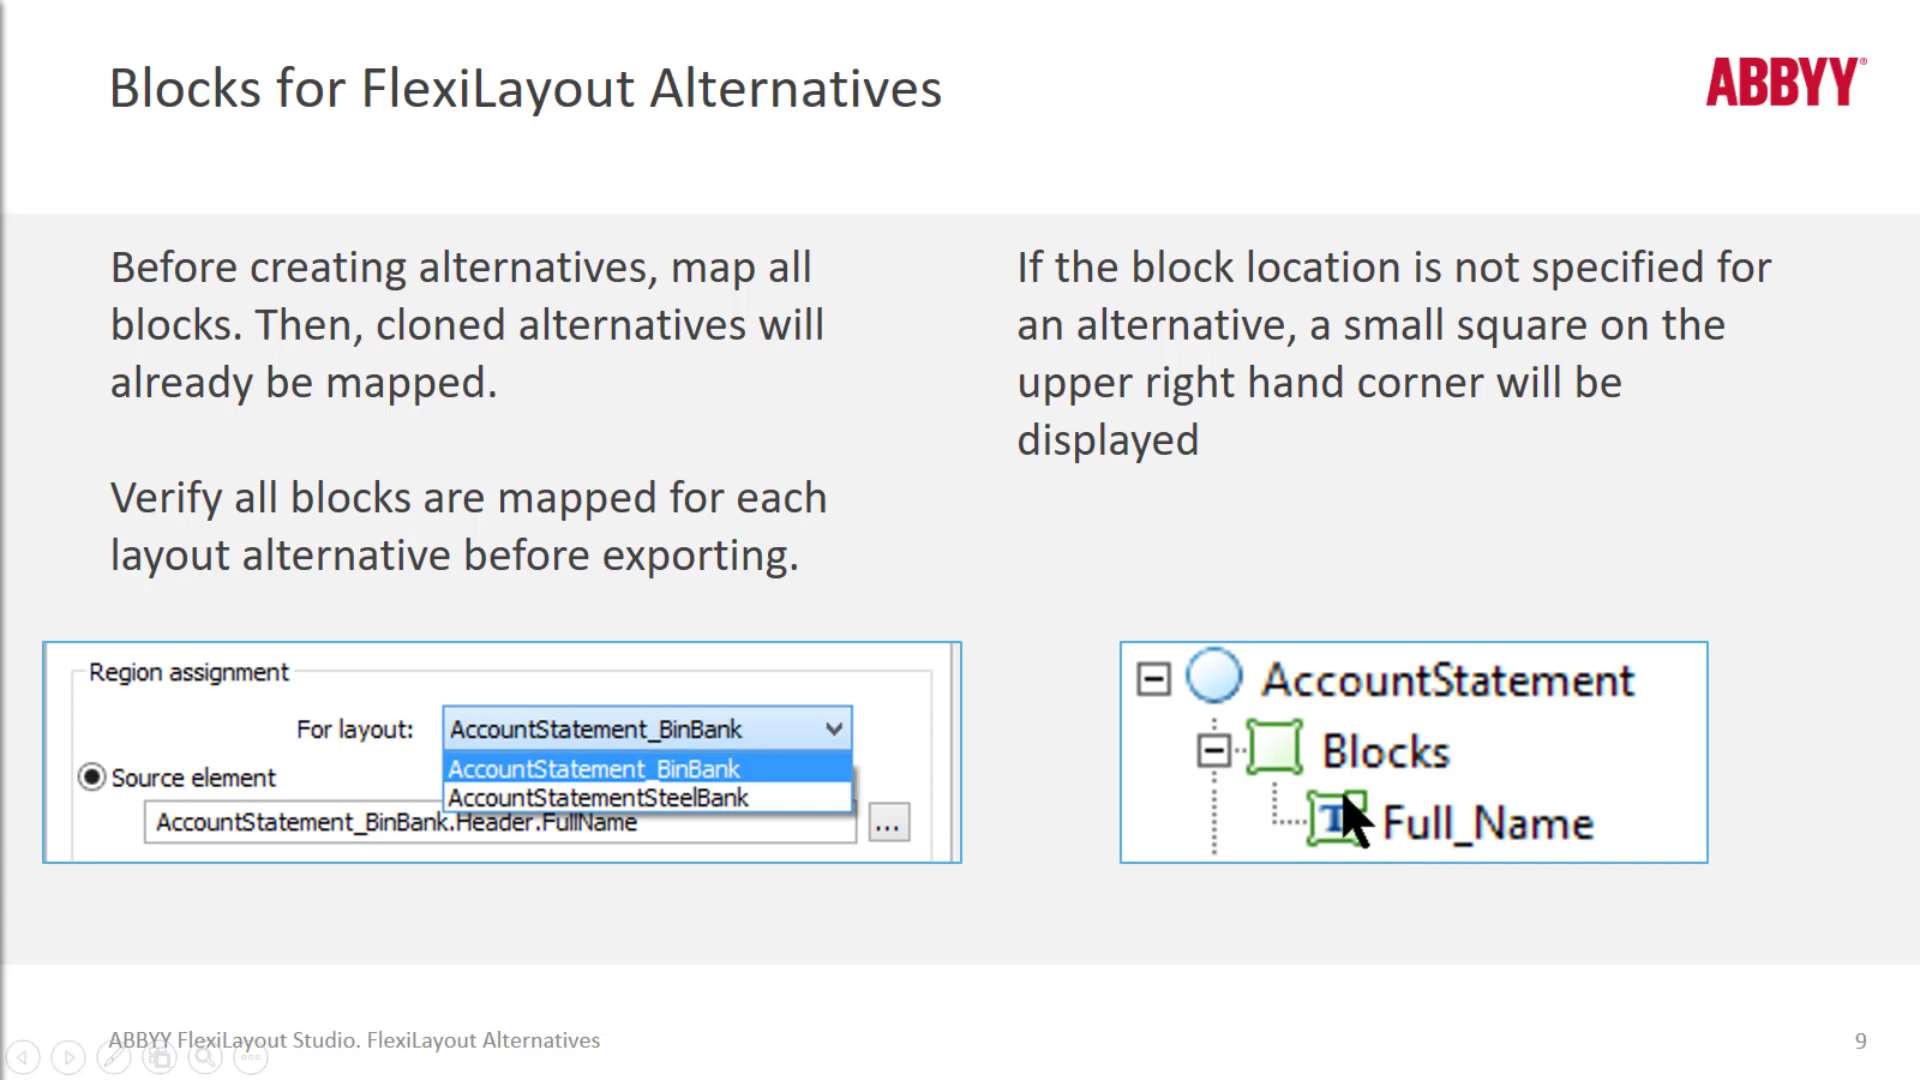 Blocks for FlexiLayout Alternatives
ABBYY®
Before creating alternatives, map all
blocks. Then, cloned alternatives will
already be mapped.
Verify all blocks are mapped for each
layout alternative before exporting.
If the block location is not specified for
an alternative, a small square on the
upper right hand corner will be
displayed
Region assignment
For layout: AccountStatement_BinBank
AccountStatement_BinBank
AccountStatementSteelBank
Source element
AccountStatement_BinBank.Header.FullName
...
AccountStatement
Blocks
T Full_Name
ABBYY FlexiLayout Studio. FlexiLayout Alternatives
9